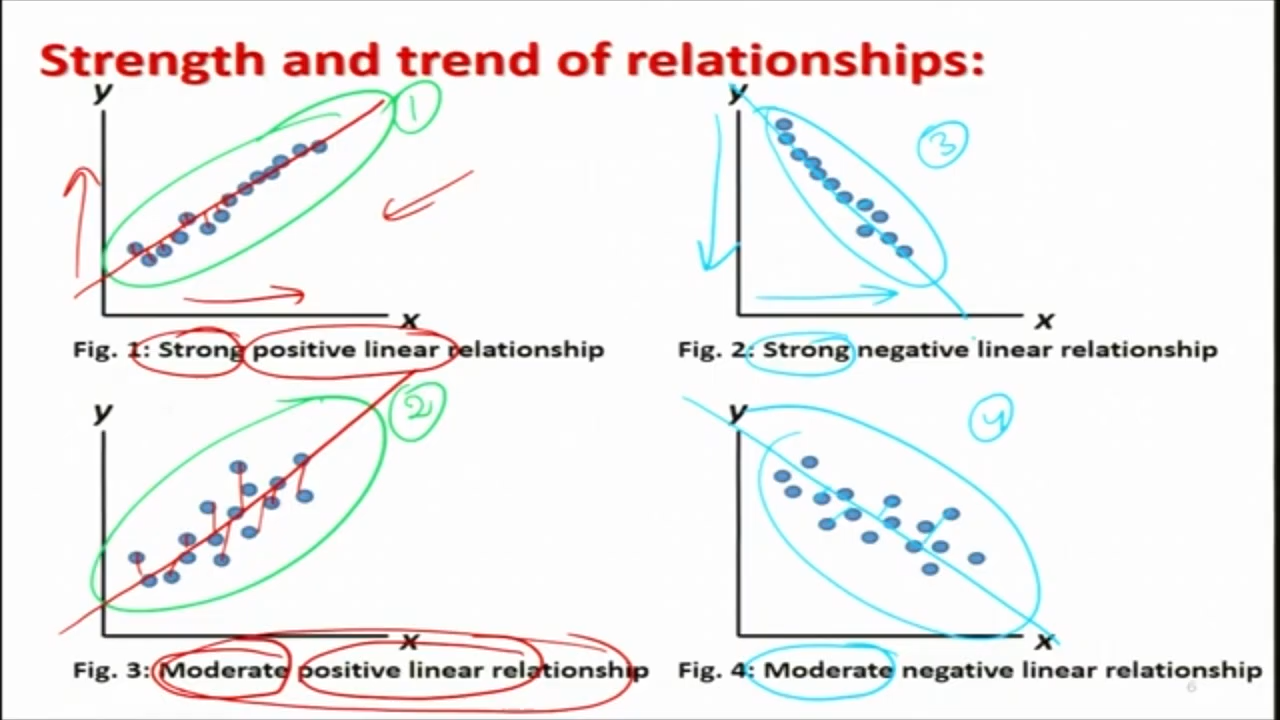 Strength and trend of relationships:
y
1
y
3
x
x
Fig. 1: Strong positive linear relationship
Fig. 2: Strong negative linear relationship
y
2
y
4
x
x
Fig. 3: Moderate positive linear relationship
Fig. 4: Moderate negative linear relationship
6